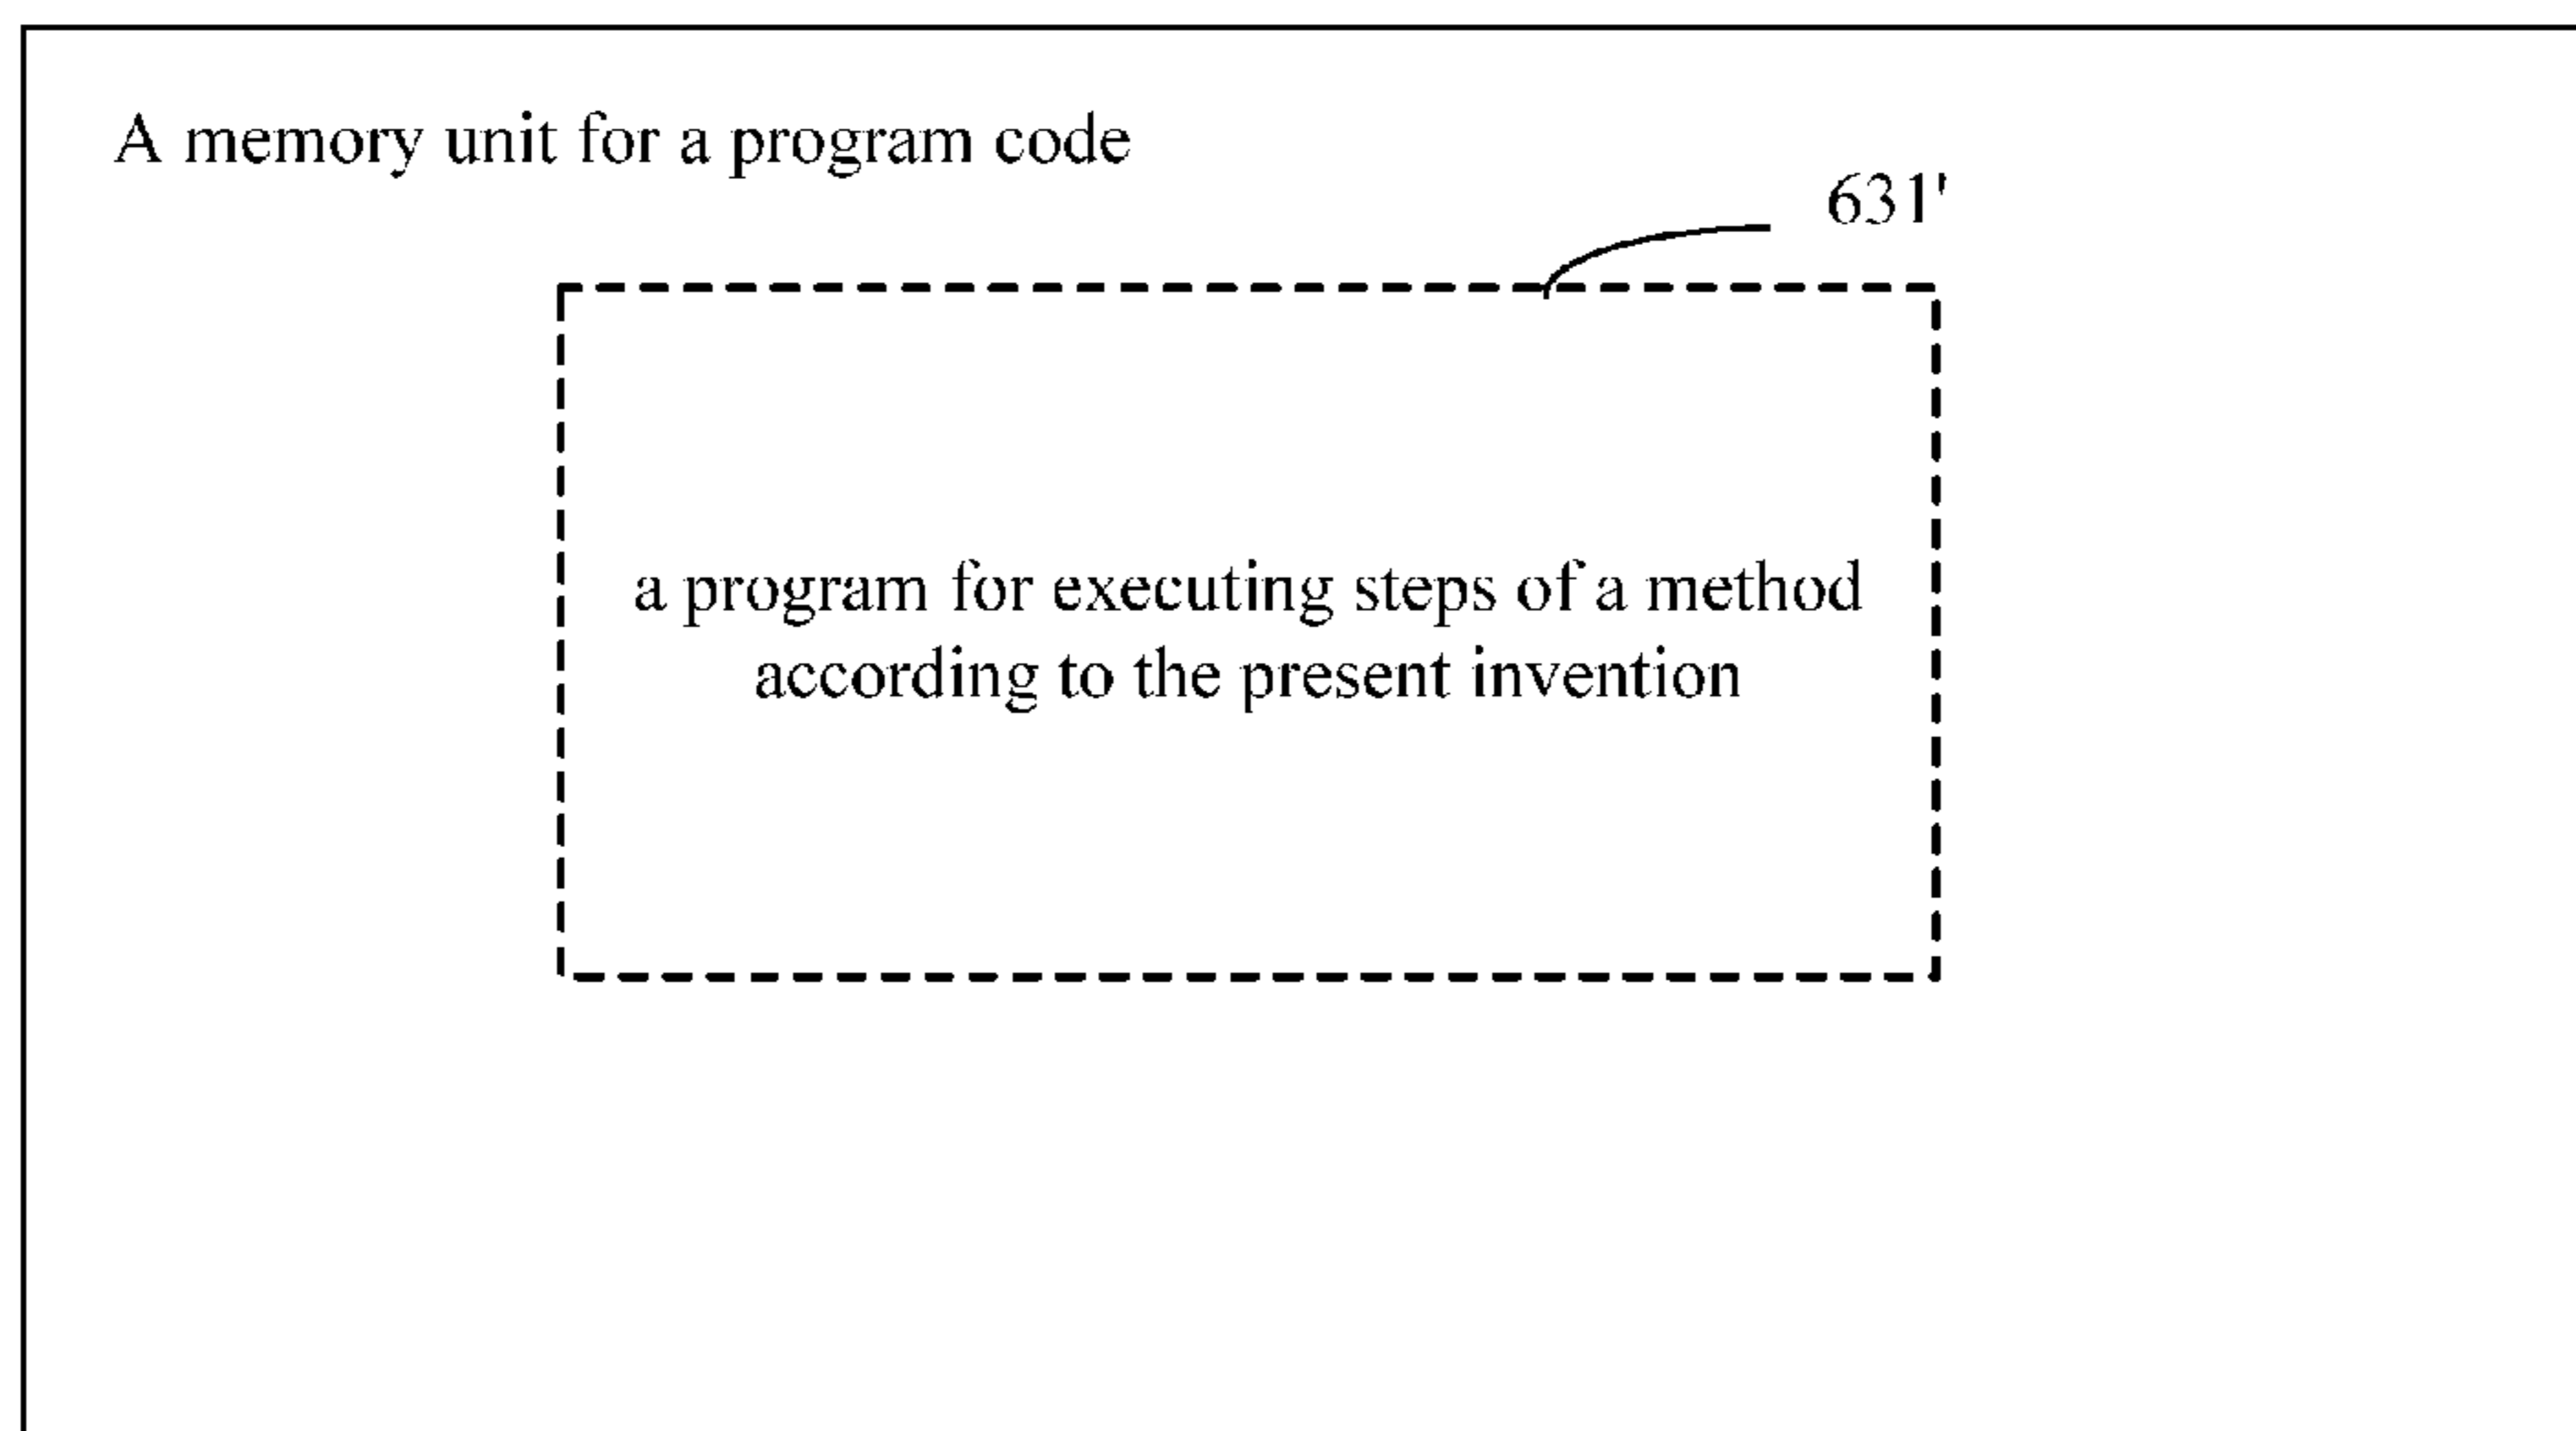 A memory unit for a program code
631'
a program for executing steps of a method
according to the present invention